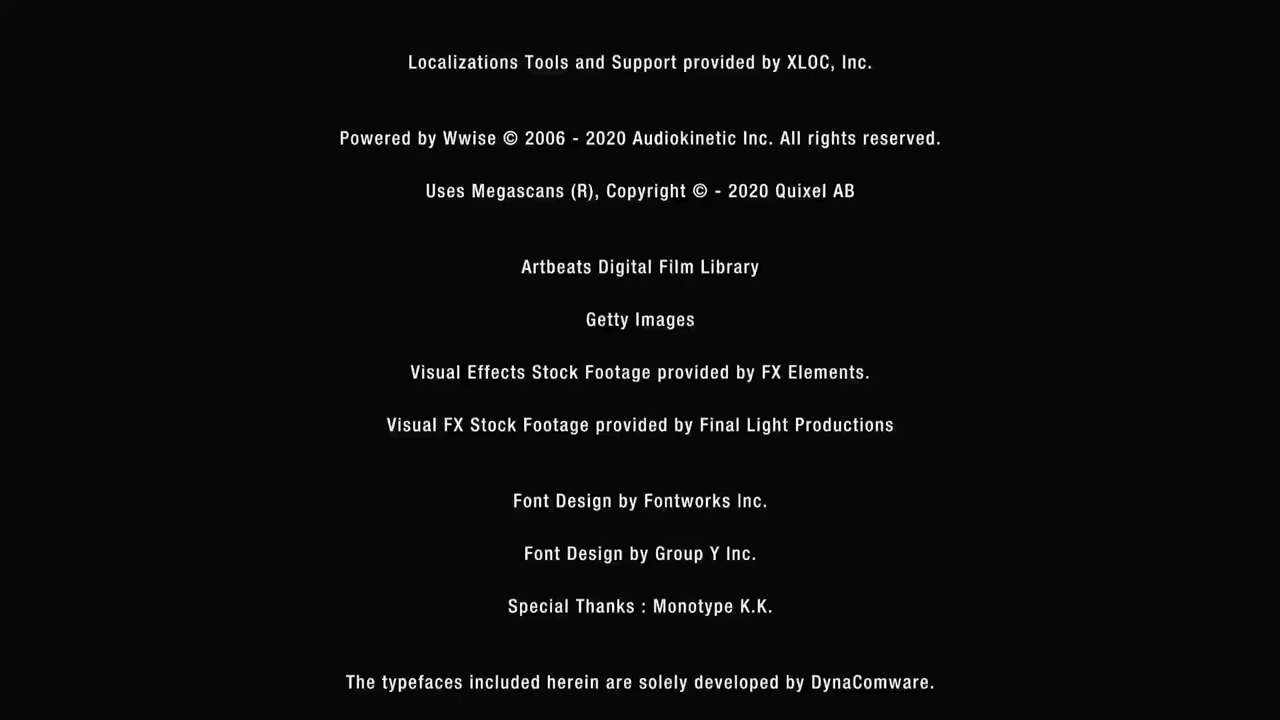 Localizations Tools and Support provided by XLOC, Inc.
Powered by Wwise © 2006 - 2020 Audiokinetic Inc. All rights reserved.
Uses Megascans (R), Copyright © - 2020 Quixel AB
Artbeats Digital Film Library
Getty Images
Visual Effects Stock Footage provided by FX Elements.
Visual FX Stock Footage provided by Final Light Productions
Font Design by Fontworks Inc.
Font Design by Group Y Inc.
Special Thanks : Monotype K.K.
The typefaces included herein are solely developed by DynaComware.